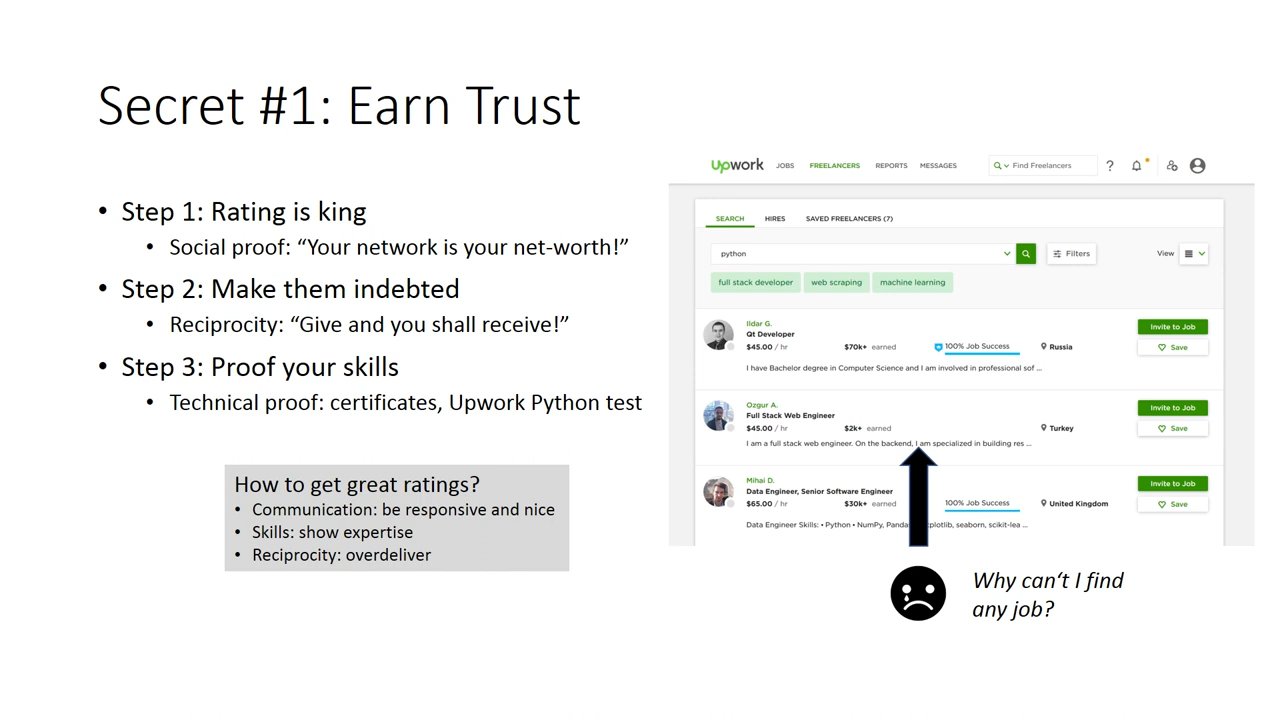 Secret #1: Earn Trust
• Step 1: Rating is king
• Social proof: “Your network is your net-worth!”
• Step 2: Make them indebted
• Reciprocity: “Give and you shall receive!”
• Step 3: Proof your skills
• Technical proof: certificates, Upwork Python test
How to get great ratings?
• Communication: be responsive and nice
• Skills: show expertise
• Reciprocity: overdeliver
Upwork JOBS FREELANCERS REPORTS MESSAGES Find Freelancers ?
SEARCH HIRES SAVED FREELANCERS (7)
python Filters View
full stack developer web scraping machine learning
Ildar G.
Qt Developer
$45.00 / hr $70k+ earned 100% Job Success Russia
I have Bachelor degree in Computer Science and I am involved in professional sof ...
Invite to Job
Save
Ozgur A.
Full Stack Web Engineer
$45.00 / hr $2k+ earned Turkey
I am a full stack web engineer. On the backend, I am specialized in building res ...
Invite to Job
Save
Mihai D.
Data Engineer, Senior Software Engineer
$65.00 / hr $30k+ earned 100% Job Success United Kingdom
Data Engineer Skills: • Python • NumPy, seaborn, scikit-lea ...
Invite to Job
Save
Why can‘t I find
any job?